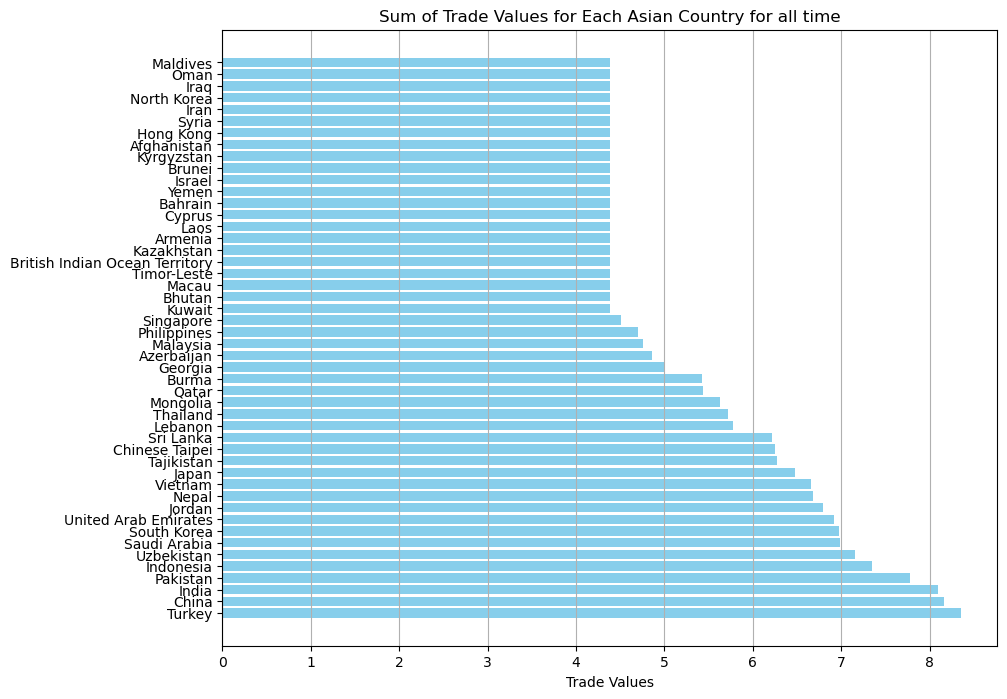 Sum of Trade Values for Each Asian Country for all time
Maldives
Oman
Iraq
North Korea
Iran
Syria
Hong Kong
Afghanistan
Kyrgyzstan
Brunei
Israel
Yemen
Bahrain
Cyprus
Laos
Armenia
Kazakhstan
British Indian Ocean Territory
Timor-Leste
Macau
Bhutan
Kuwait
Singapore
Philippines
Malaysia
Azerbaijan
Georgia
Burma
Qatar
Mongolia
Thailand
Lebanon
Sri Lanka
Chinese Taipei
Tajikistan
Japan
Vietnam
Nepal
Jordan
United Arab Emirates
South Korea
Saudi Arabia
Uzbekistan
Indonesia
Pakistan
India
China
Turkey
0 1 2 3 4 5 6 7 8
Trade Values